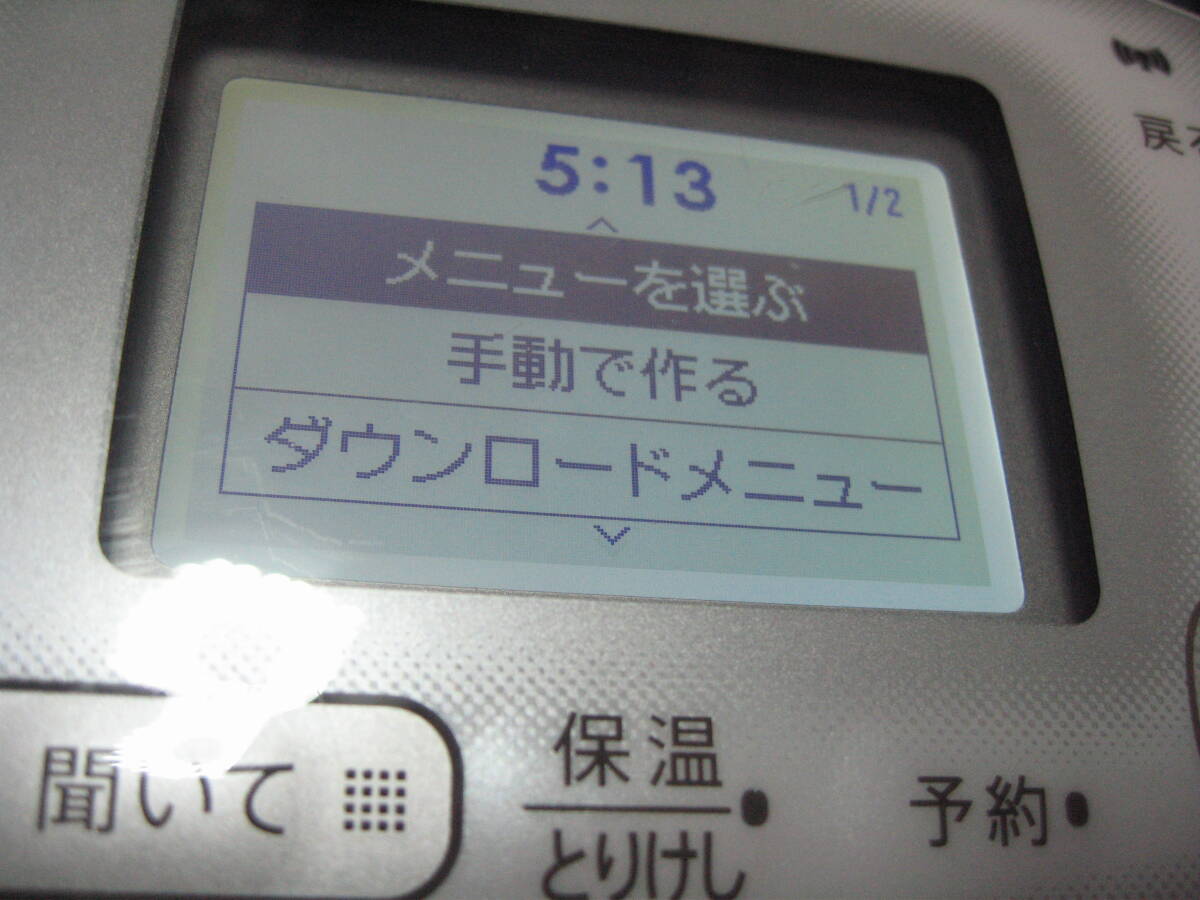 5:13
1/2
メニューを選ぶ
手動で作る
ダウンロードメニュー
聞いて
保温
とりけし
予約